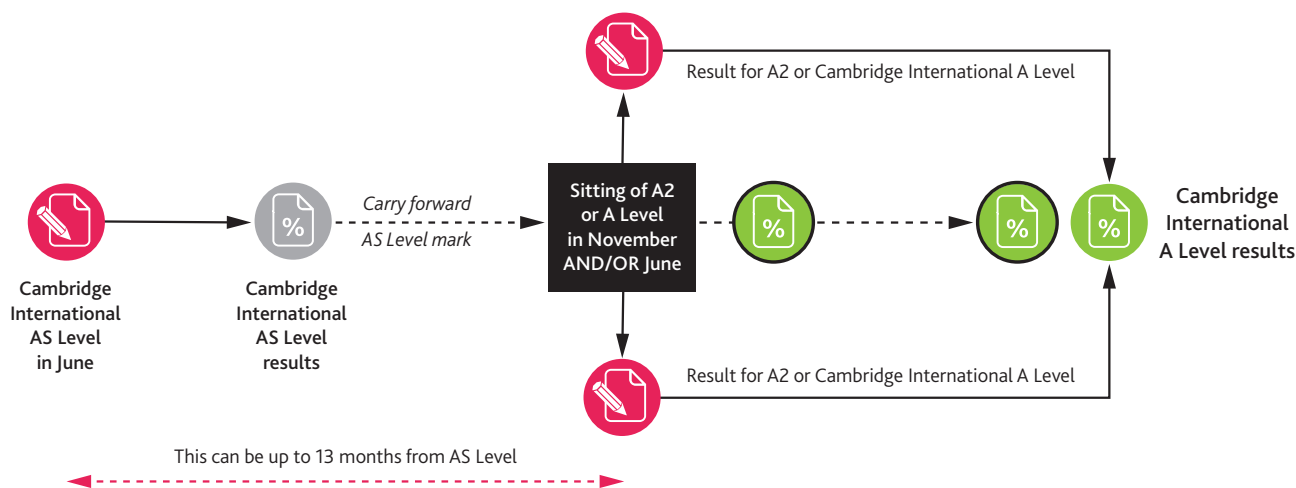 Result for A2 or Cambridge International A Level
Cambridge
International
AS Level
in June
%
Cambridge
International
AS Level
results
Carry forward
AS Level mark
Sitting of A2
or A Level
in November
AND/OR June
%
%
%
Cambridge
International
A Level results
Result for A2 or Cambridge International A Level
This can be up to 13 months from AS Level